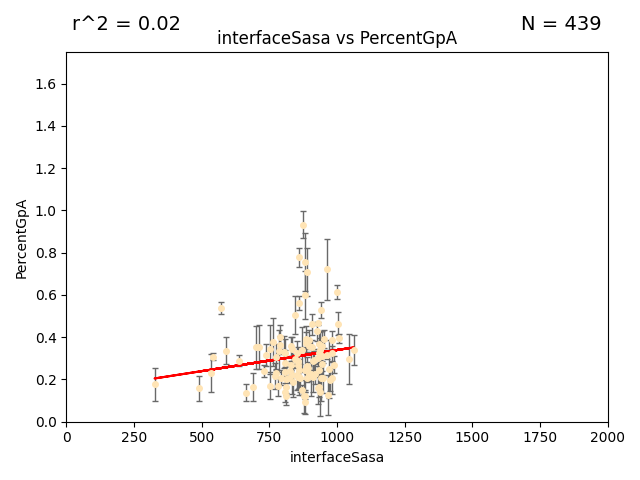 r^2 = 0.02
N = 439
interfaceSasa vs PercentGpA
PercentGpA
1.6
1.4
1.2
1.0
0.8
0.6
0.4
0.2
0.0
0 250 500 750 1000 1250 1500 1750 2000
interfaceSasa